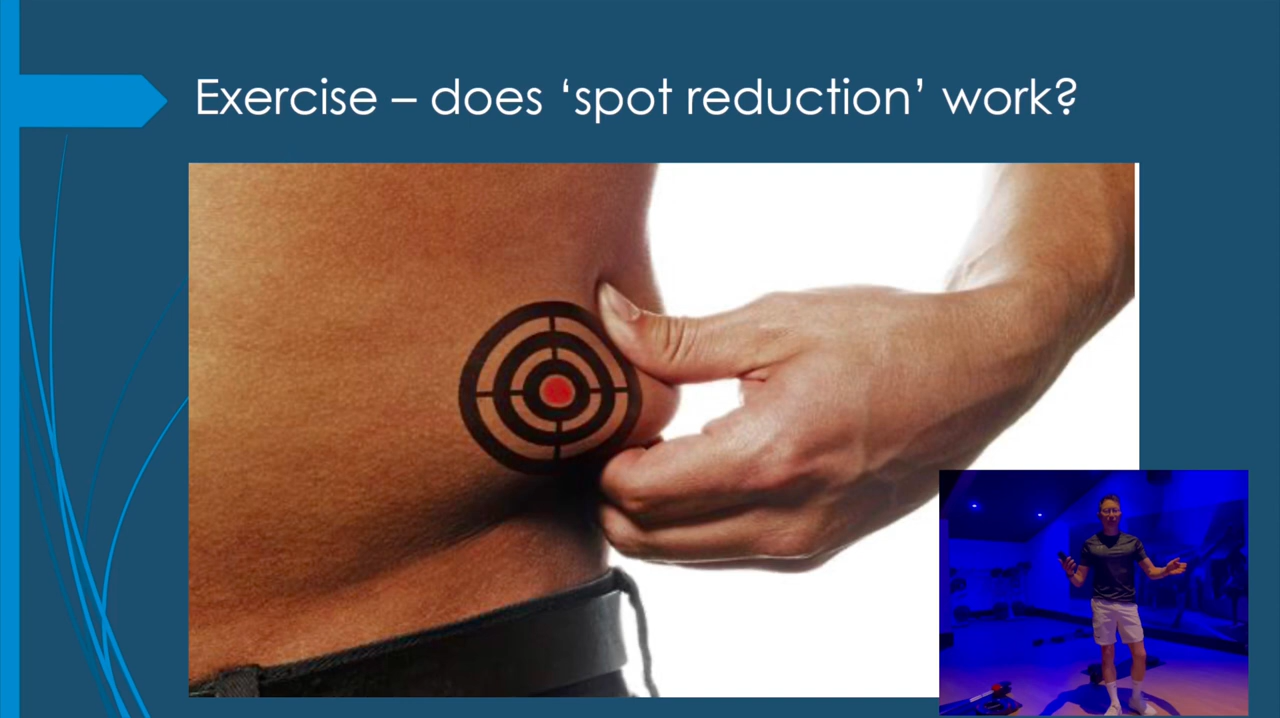 Exercise – does ‘spot reduction’ work?